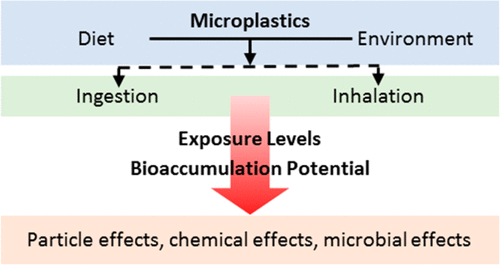 Microplastics
Diet Environment
Ingestion Inhalation
Exposure Levels
Bioaccumulation Potential
Particle effects, chemical effects, microbial effects